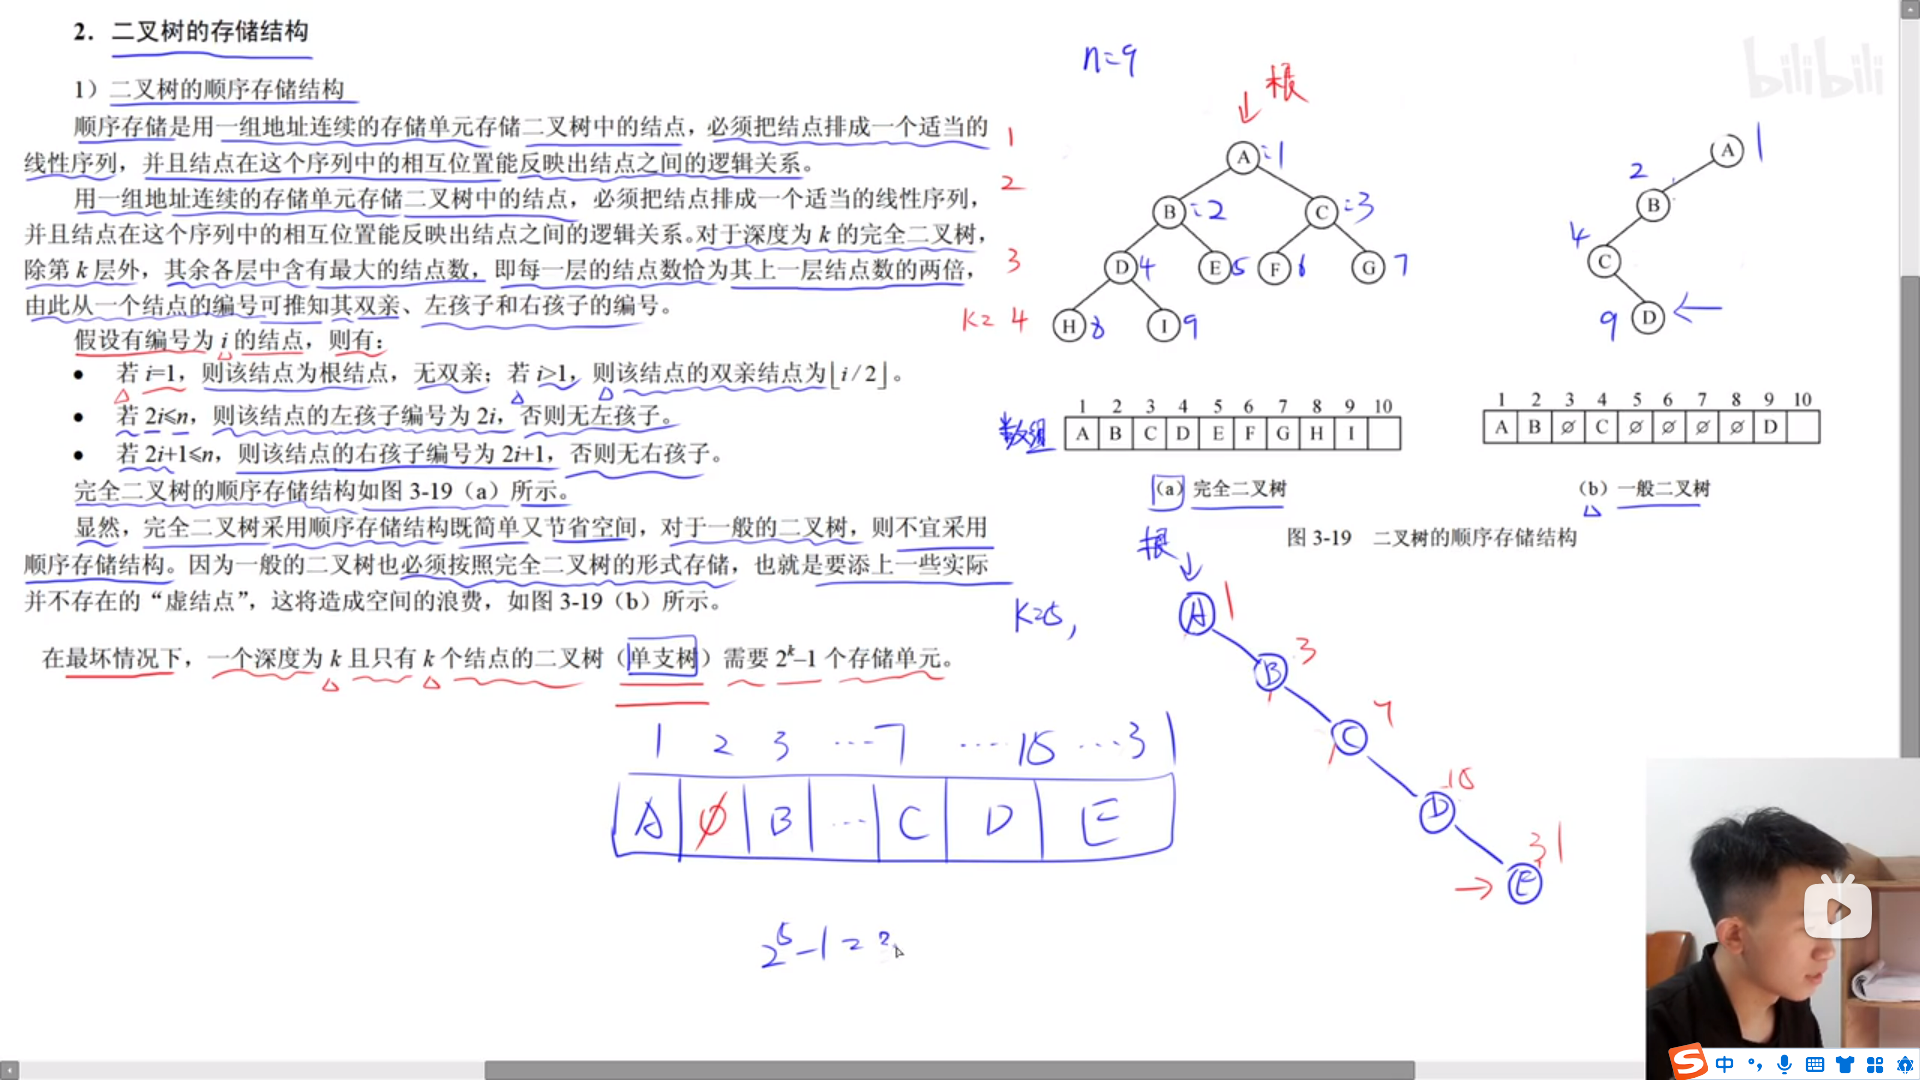 2. 二叉树的存储结构
1）二叉树的顺序存储结构
顺序存储是用一组地址连续的存储单元存储二叉树中的结点，必须把结点排成一个适当的
线性序列，并且结点在这个序列中的相互位置能反映出结点之间的逻辑关系。
用一组地址连续的存储单元存储二叉树中的结点，必须把结点排成一个适当的线性序列，
并且结点在这个序列中的相互位置能反映出结点之间的逻辑关系。对于深度为 k 的完全二叉树，
除第 k 层外，其余各层中含有最大的结点数，即每一层的结点数恰为其上一层结点数的两倍，
由此从一个结点的编号可推知其双亲、左孩子和右孩子的编号。
假设有编号为 i 的结点，则有：
● 若 i=1，则该结点为根结点，无双亲；若 i>1，则该结点的双亲结点为⌊i / 2⌋。
● 若 2i≤n，则该结点的左孩子编号为 2i，否则无左孩子。
● 若 2i+1≤n，则该结点的右孩子编号为 2i+1，否则无右孩子。
完全二叉树的顺序存储结构如图 3-19（a）所示。
显然，完全二叉树采用顺序存储结构既简单又节省空间，对于一般的二叉树，则不宜采用
顺序存储结构。因为一般的二叉树也必须按照完全二叉树的形式存储，也就是要添上一些实际
并不存在的“虚结点”，这将造成空间的浪费，如图 3-19（b）所示。
在最坏情况下，一个深度为 k 且只有 k 个结点的二叉树（单支树）需要 2^k–1 个存储单元。
1 2 3 ...7 ...15 ...31
A ∅ B ... C D E
2^5-1=
n=9
根
1
A:1
2
B:2 C:3
3
D4 E5 F6 G7
K=4
H8 I9
A 1
2 B
4 C
9 D
1 2 3 4 5 6 7 8 9 10
数组 A B C D E F G H I
（a）完全二叉树
1 2 3 4 5 6 7 8 9 10
A B ∅ C ∅ ∅ ∅ ∅ D
（b）一般二叉树
图 3-19 二叉树的顺序存储结构
根
K=5,
A 1
B 3
C 7
D 15
E 31
bilibili
中